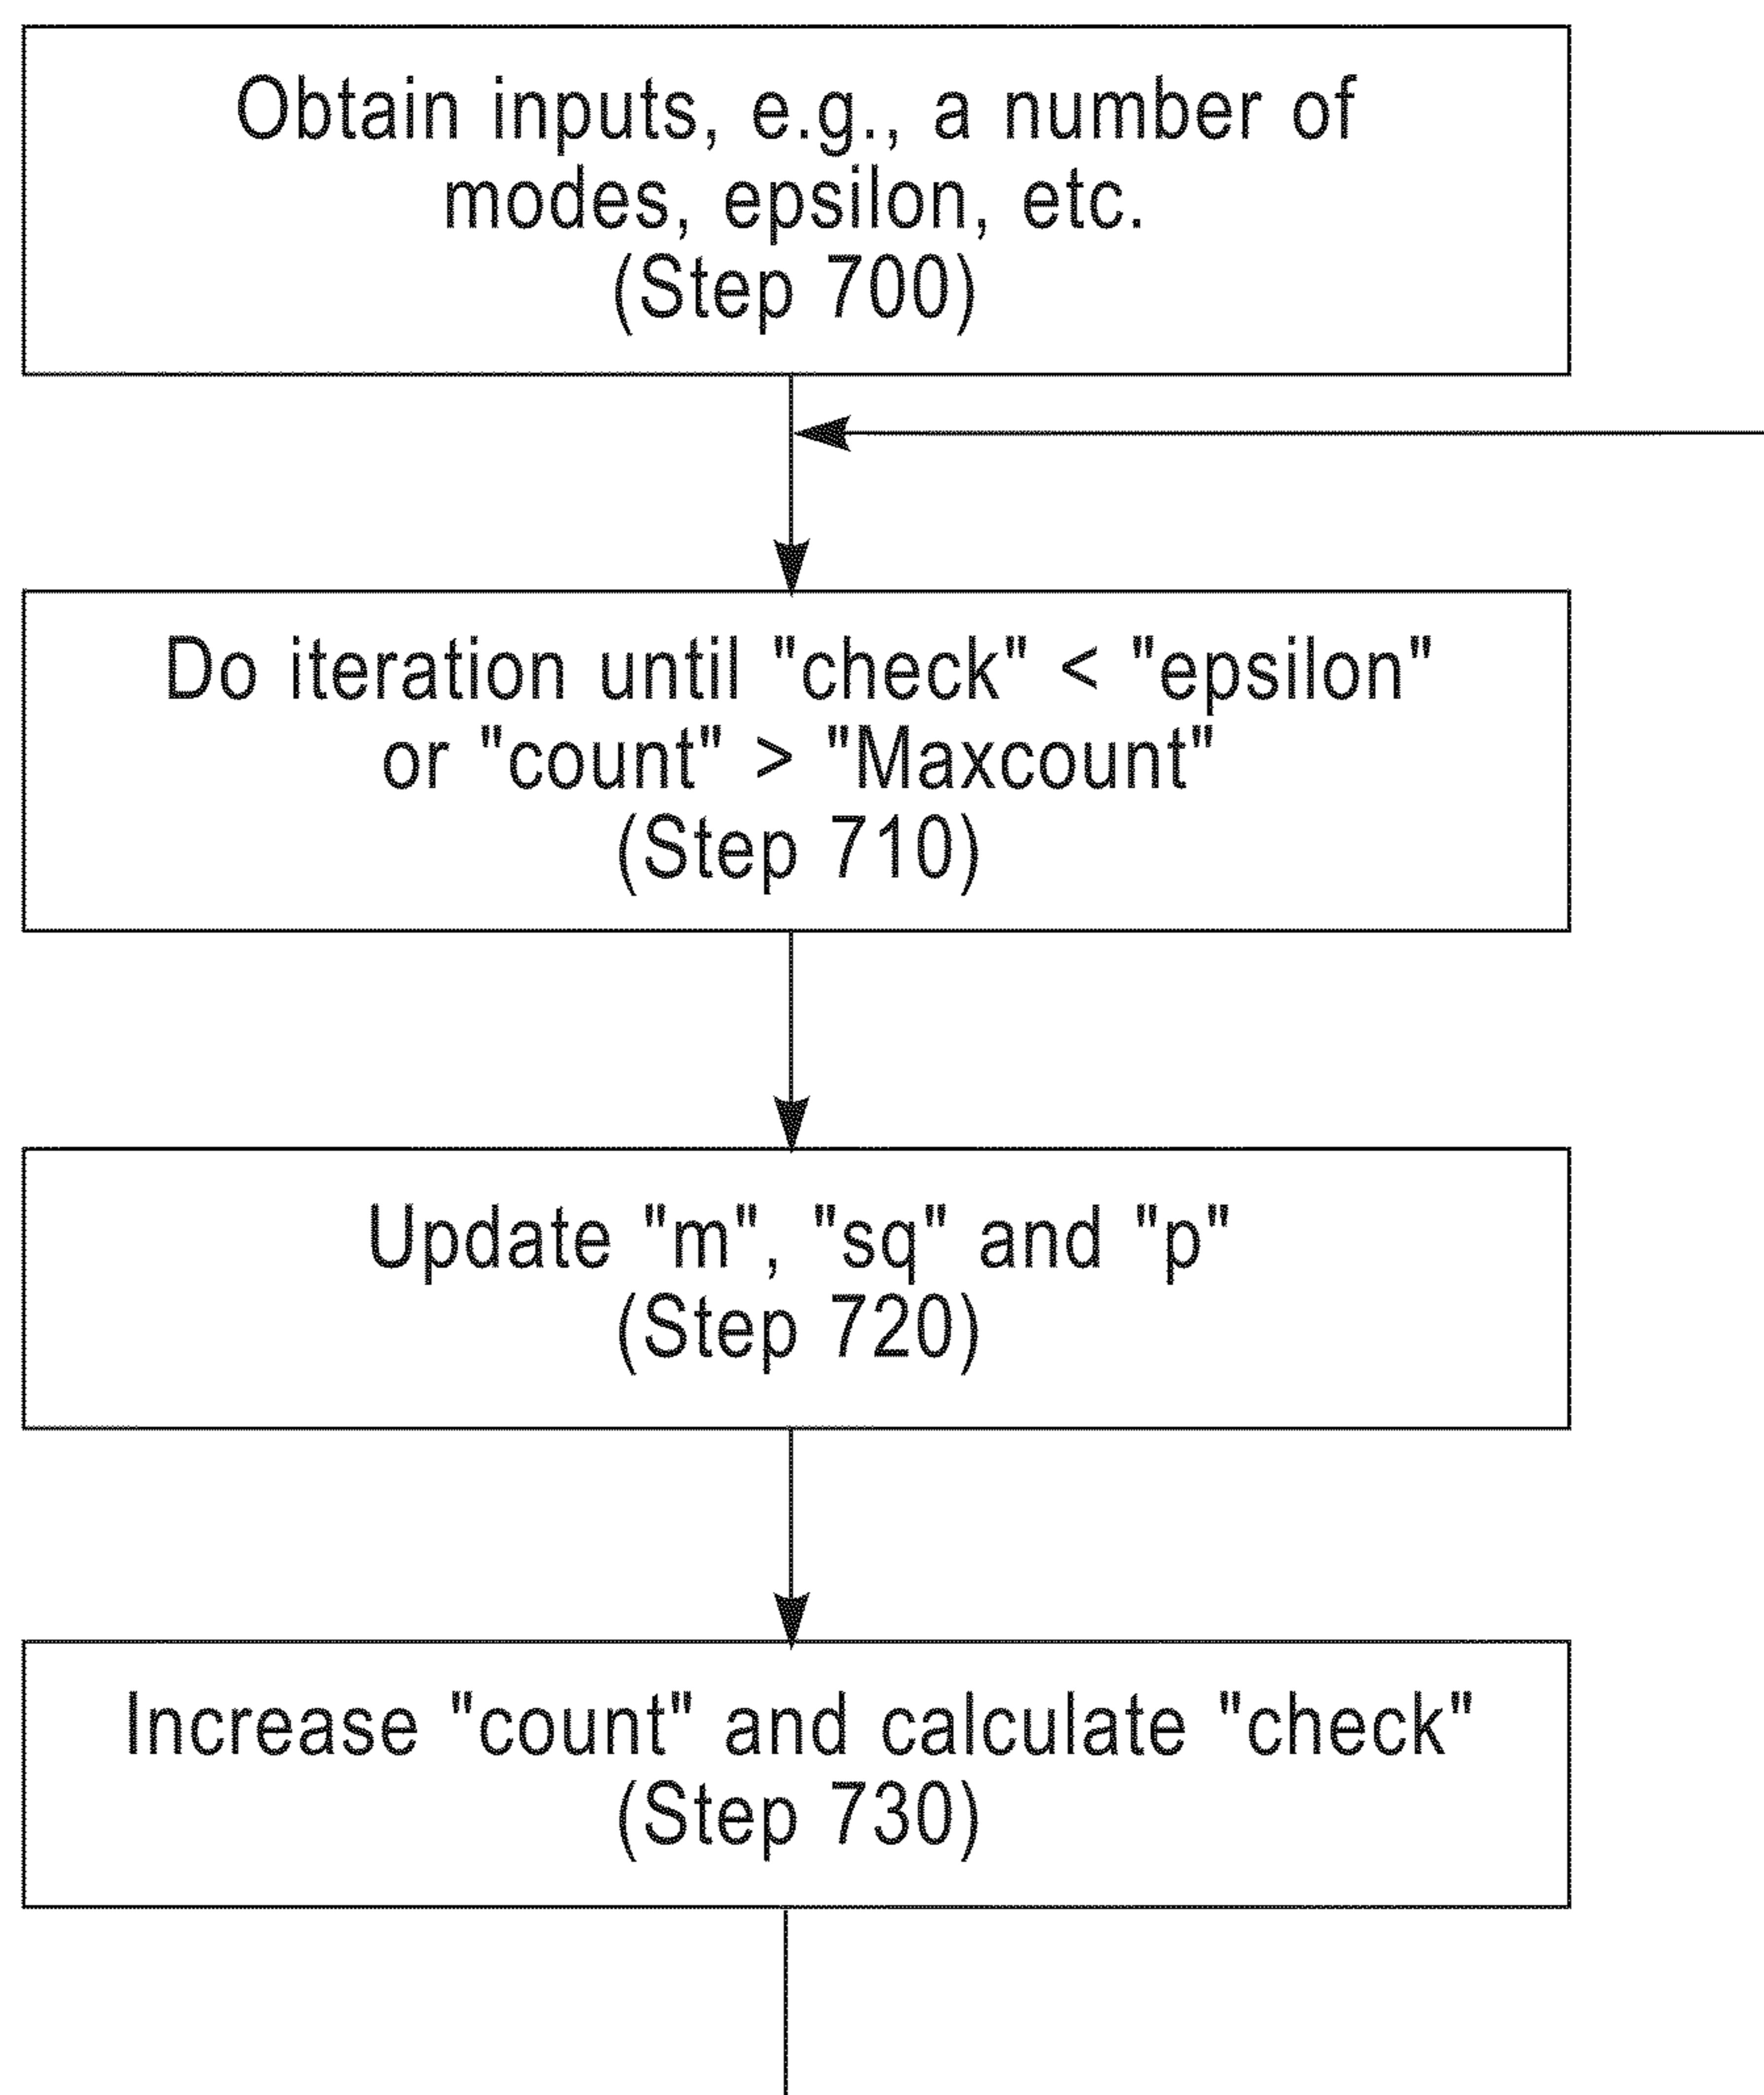 Obtain inputs, e.g., a number of
modes, epsilon, etc.
(Step 700)
Do iteration until "check" < "epsilon"
or "count" > "Maxcount"
(Step 710)
Update "m", "sq" and "p"
(Step 720)
Increase "count" and calculate "check"
(Step 730)